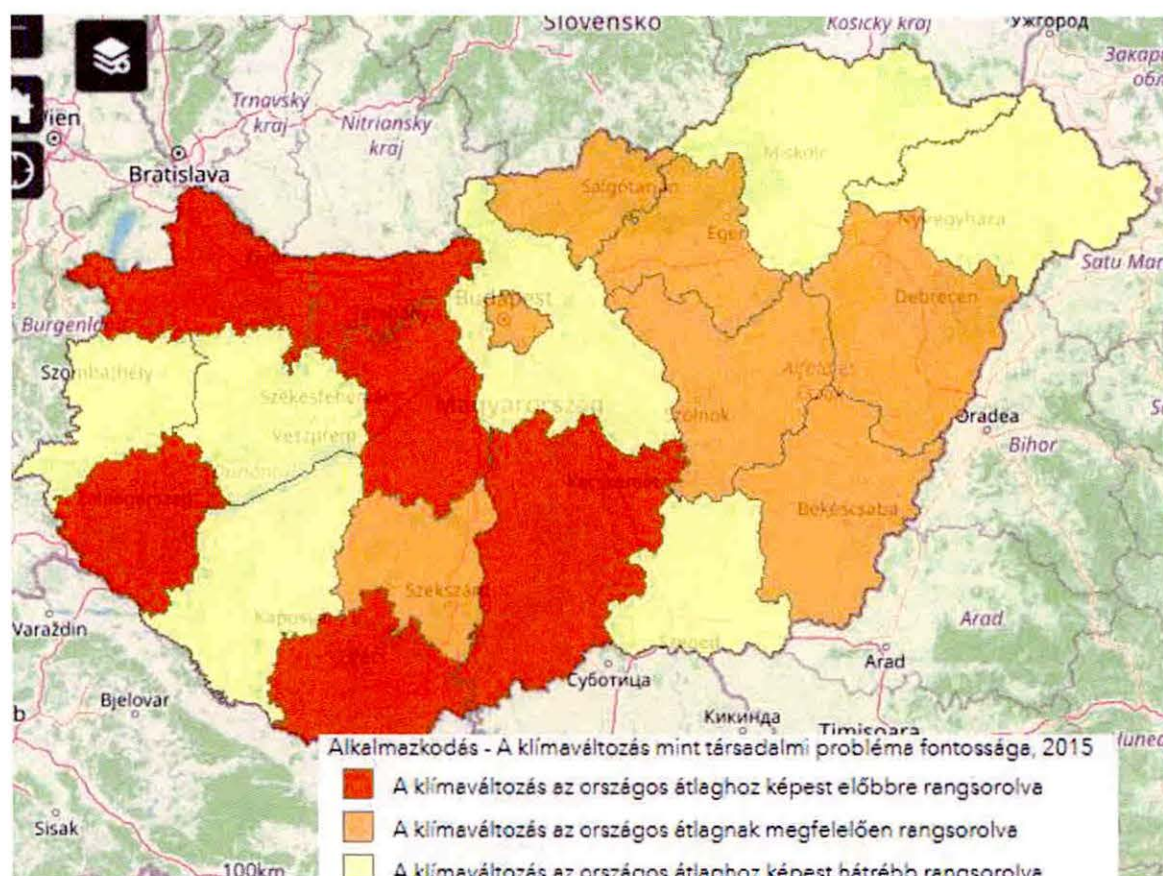 Slovensko
Košický kraj
Ужгород
Закарп
обл
Trnavský
kraj
Nitriansky
kraj
Wien
Bratislava
Miskolc
Salgótarján
Nyíregyháza
Eger
Satu Mar
Budapest
Debrecen
Burgenl
Szombathely
Székesfehérvár
Magyarország
Veszprém
Szolnok
Oradea
Bihor
Kecskemét
Zalaegerszeg
Békéscsaba
Szekszárd
Kaposvár
Szeged
Varaždin
Arad
Arad
Суботица
Bjelovar
b
Кикинда
Timișoara
Huned
Alkalmazkodás - A klímaváltozás mint társadalmi probléma fontossága, 2015
A klímaváltozás az országos átlaghoz képest előbbre rangsorolva
Sisak
A klímaváltozás az országos átlagnak megfelelően rangsorolva
100km
A klímaváltozás az országos átlaghoz képest hátrébb rangsorolva